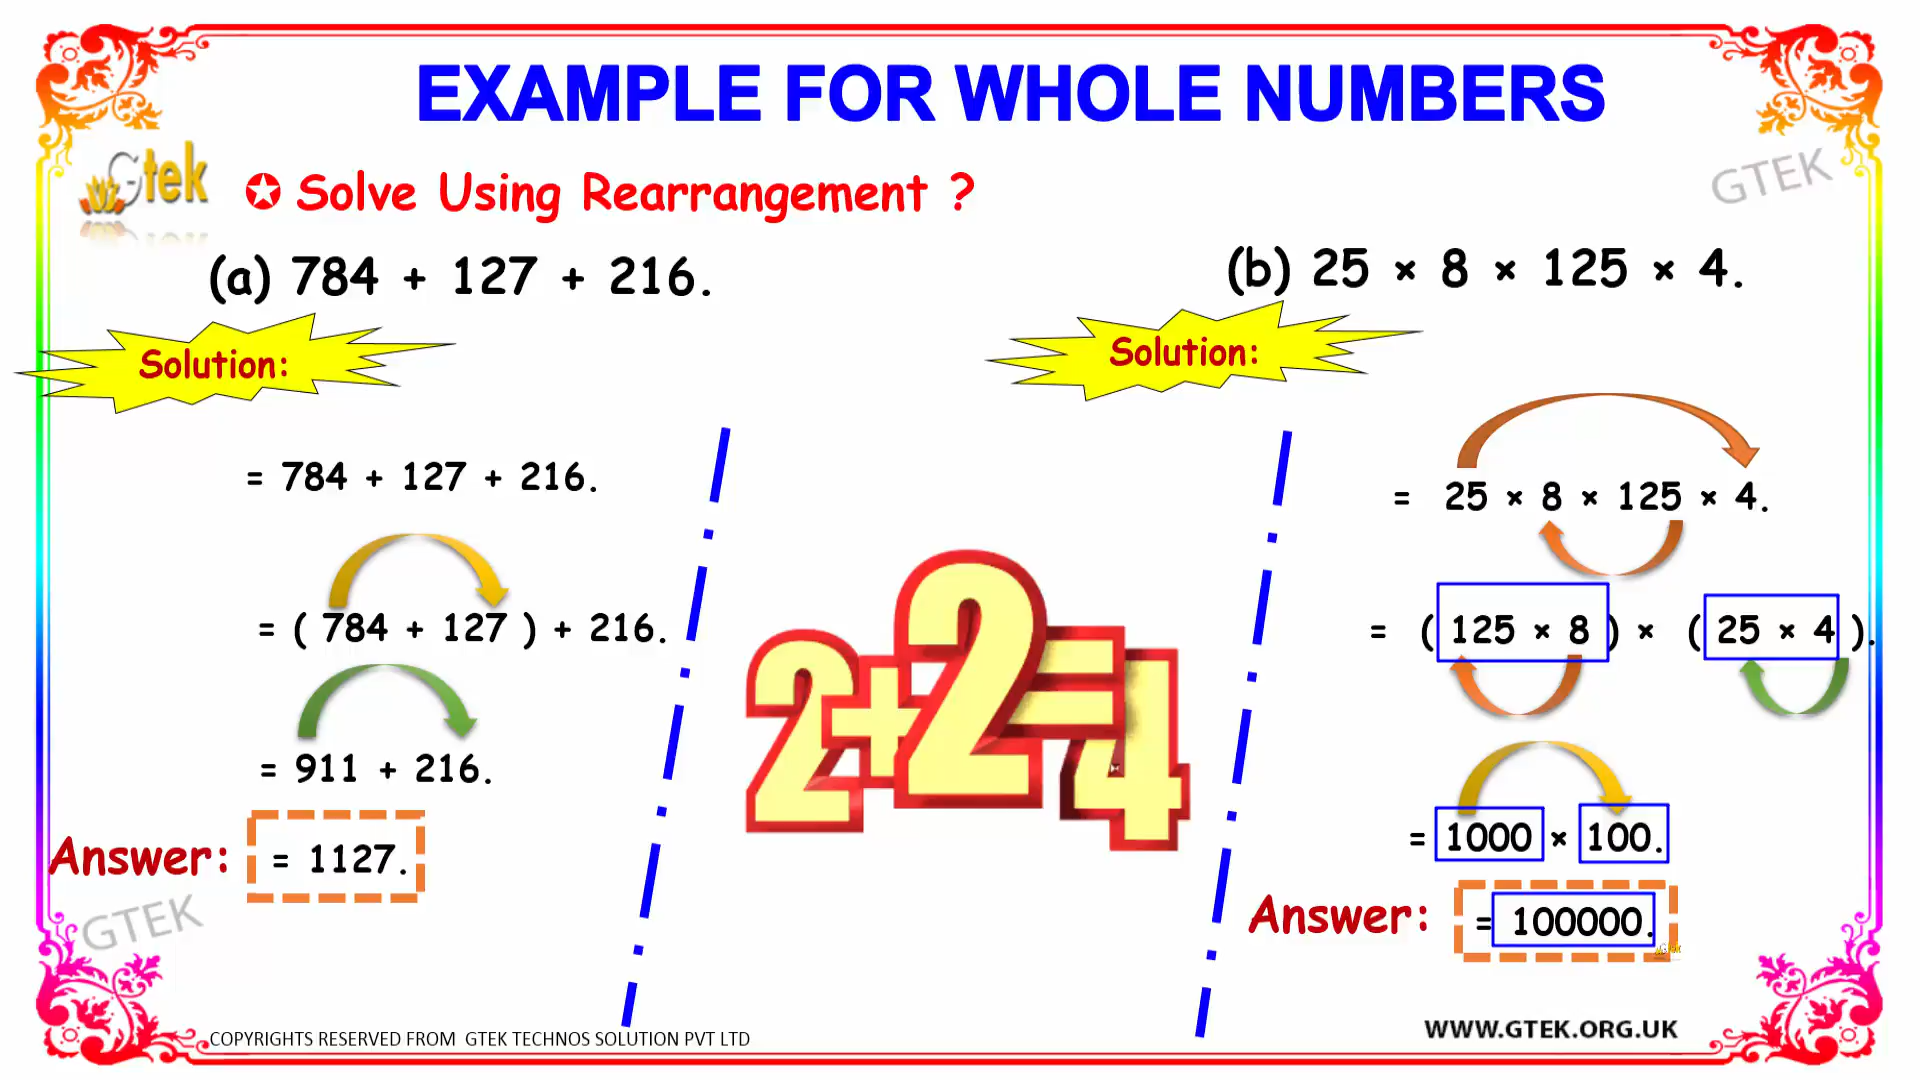 EXAMPLE FOR WHOLE NUMBERS
Gtek
GTEK
Solve Using Rearrangement ?
(a) 784 + 127 + 216.
(b) 25 × 8 × 125 × 4.
Solution:
= 784 + 127 + 216.
= ( 784 + 127 ) + 216.
= 911 + 216.
Answer: = 1127.
2+2=4
Solution:
= 25 × 8 × 125 × 4.
= ( 125 × 8 ) × ( 25 × 4 ).
= 1000 × 100.
Answer: = 100000.
GTEK
COPYRIGHTS RESERVED FROM GTEK TECHNOS SOLUTION PVT LTD
WWW.GTEK.ORG.UK